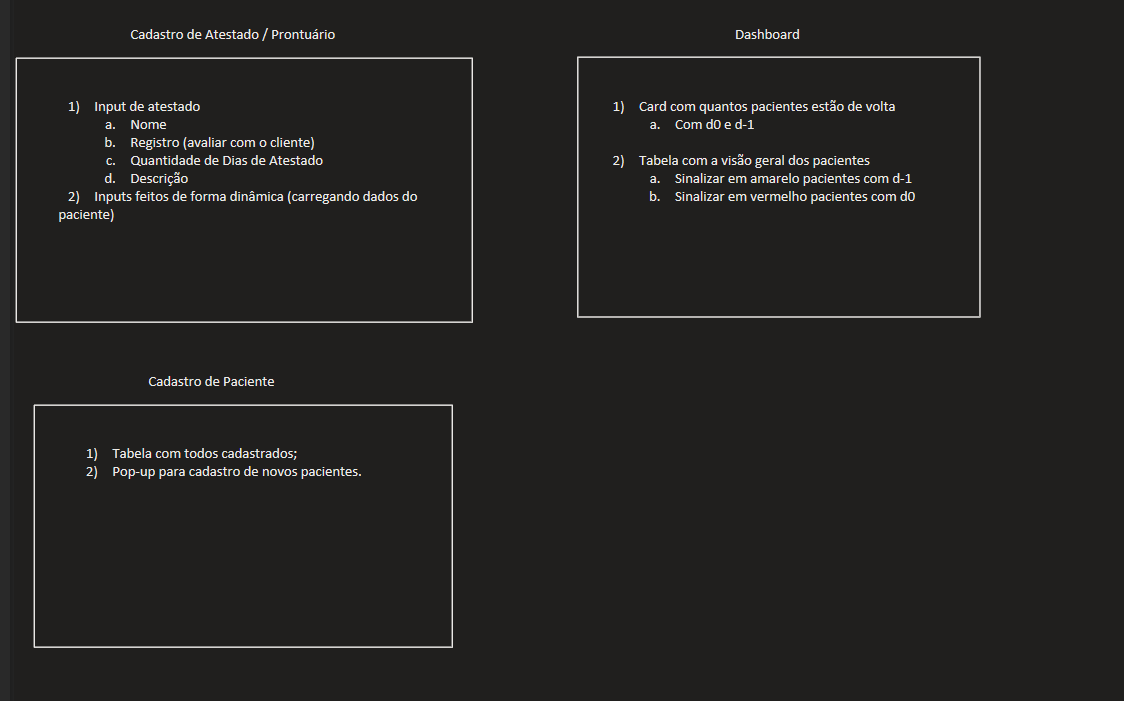 Cadastro de Atestado / Prontuário
1) Input de atestado
a. Nome
b. Registro (avaliar com o cliente)
c. Quantidade de Dias de Atestado
d. Descrição
2) Inputs feitos de forma dinâmica (carregando dados do
paciente)
Dashboard
1) Card com quantos pacientes estão de volta
a. Com d0 e d-1
2) Tabela com a visão geral dos pacientes
a. Sinalizar em amarelo pacientes com d-1
b. Sinalizar em vermelho pacientes com d0
Cadastro de Paciente
1) Tabela com todos cadastrados;
2) Pop-up para cadastro de novos pacientes.